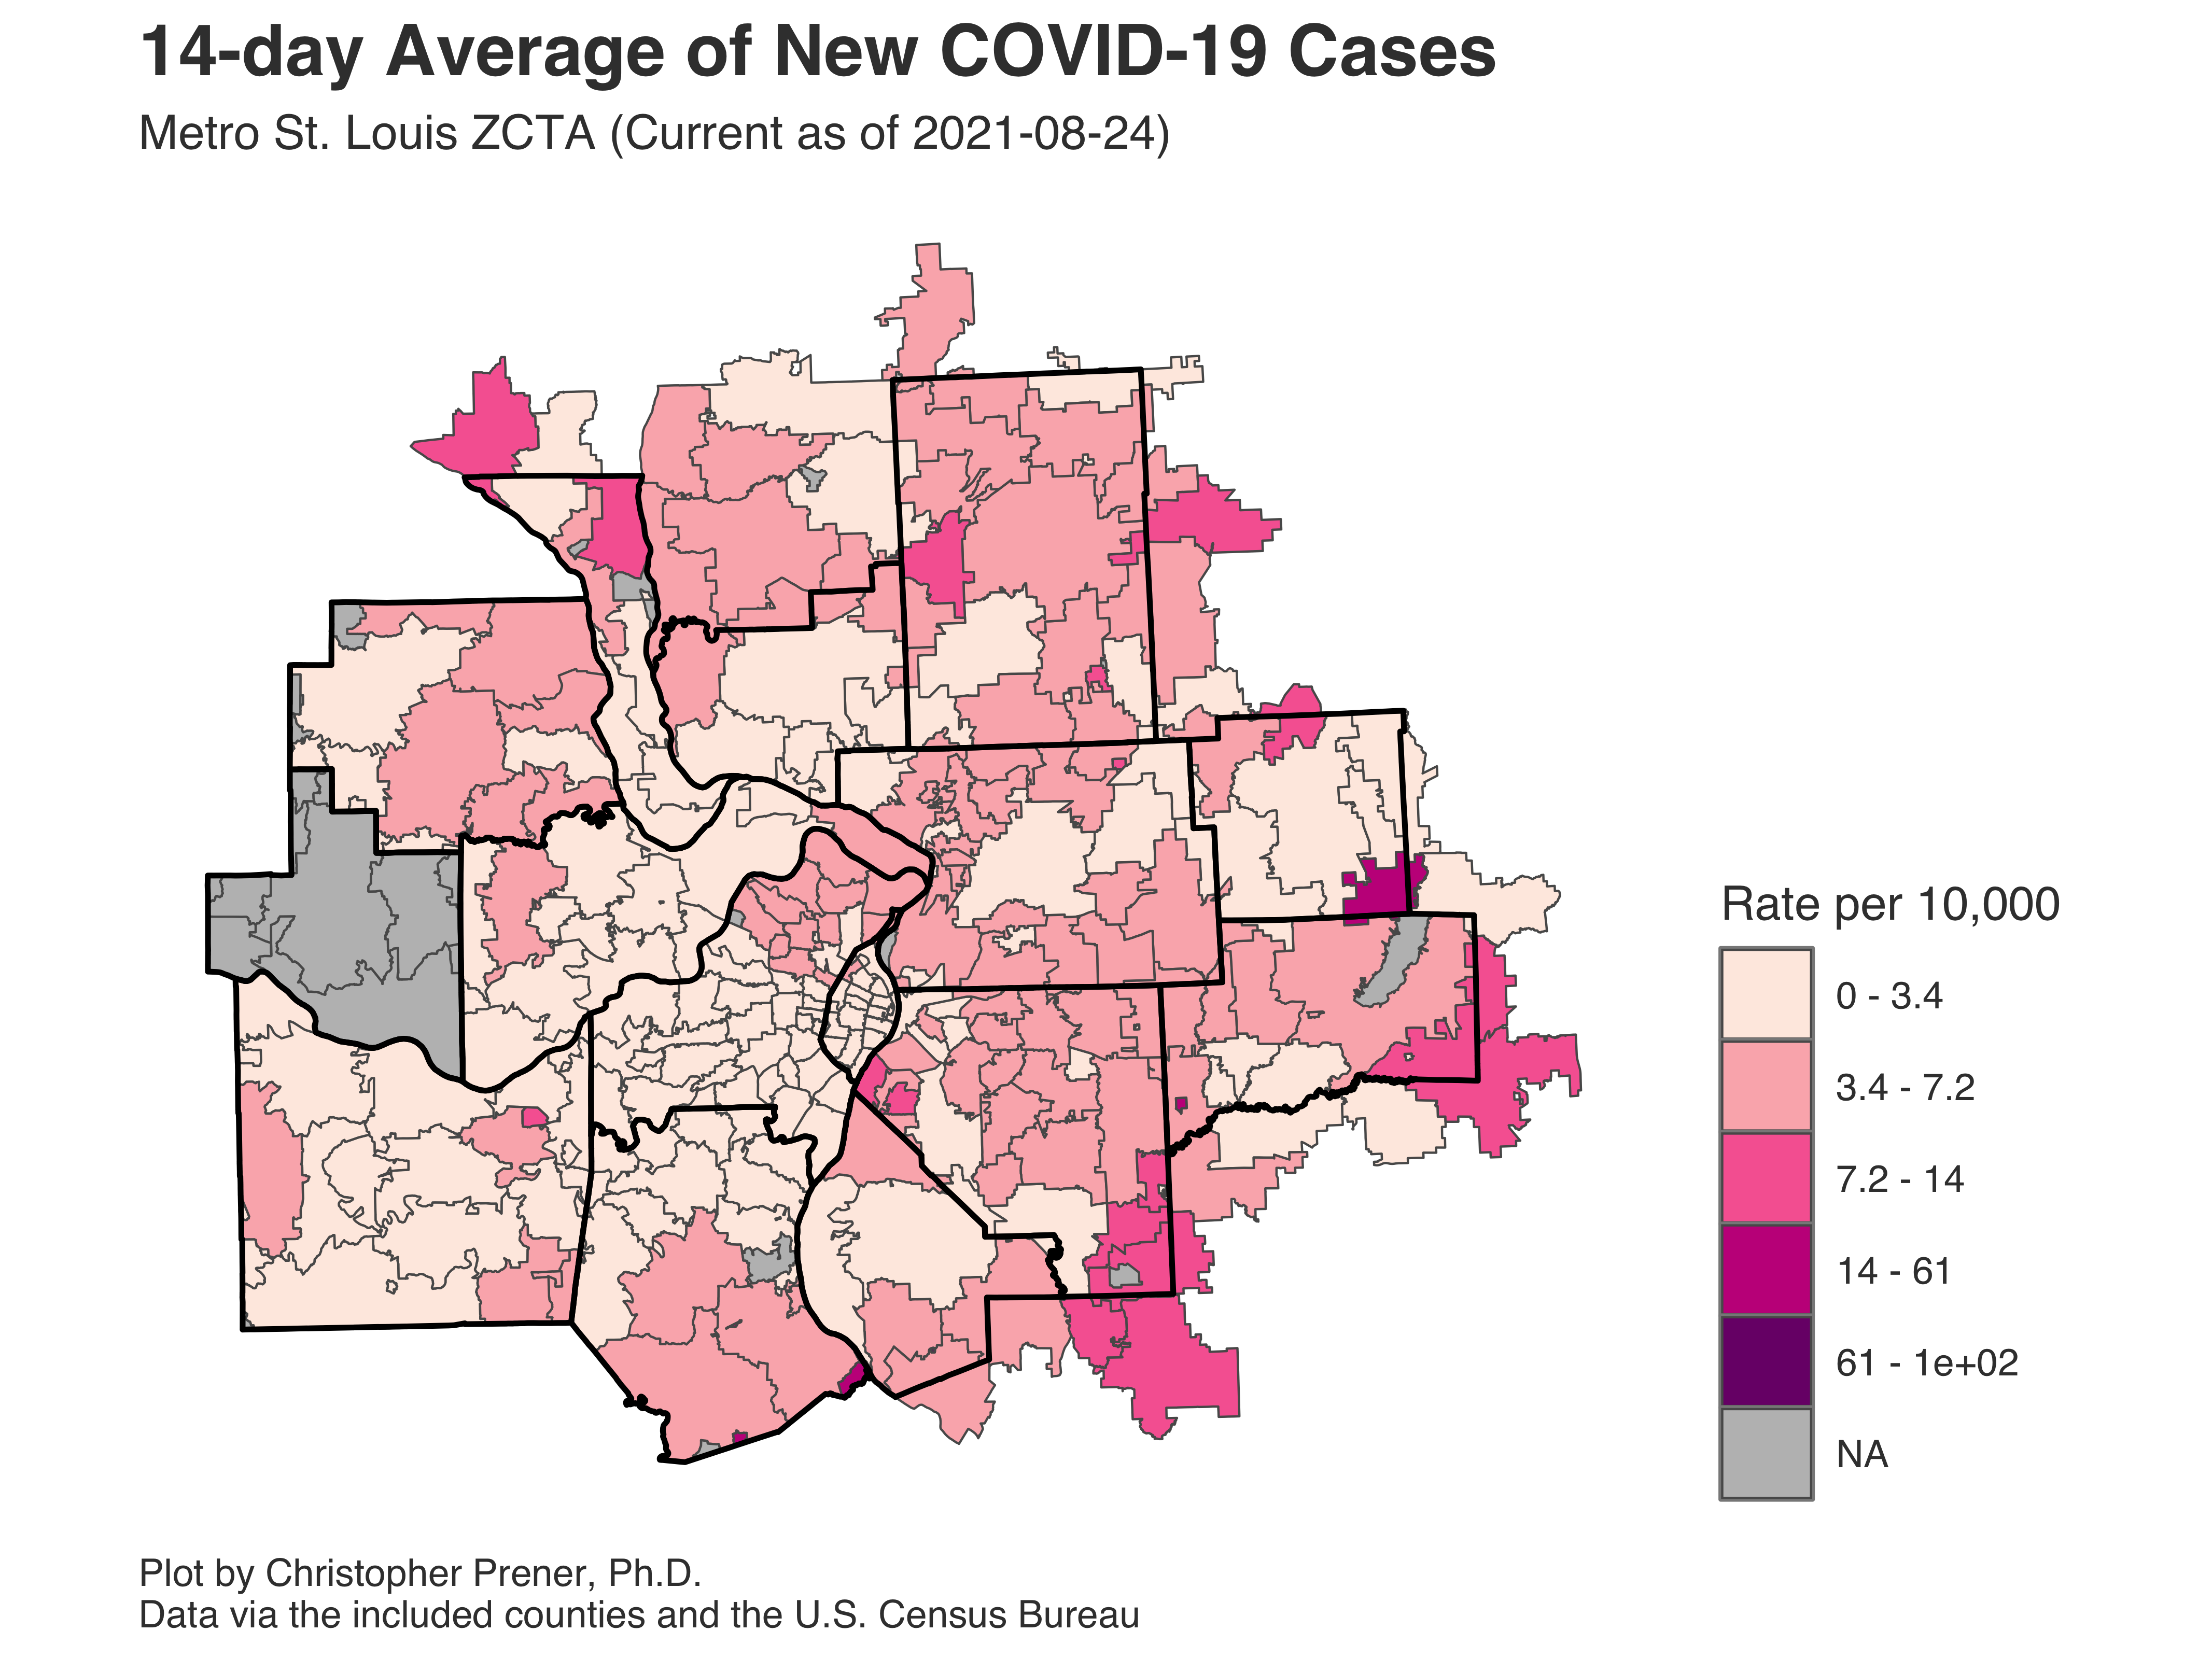 14-day Average of New COVID-19 Cases
Metro St. Louis ZCTA (Current as of 2021-08-24)
Rate per 10,000
0 - 3.4
3.4 - 7.2
7.2 - 14
14 - 61
61 - 1e+02
NA
Plot by Christopher Prener, Ph.D.
Data via the included counties and the U.S. Census Bureau